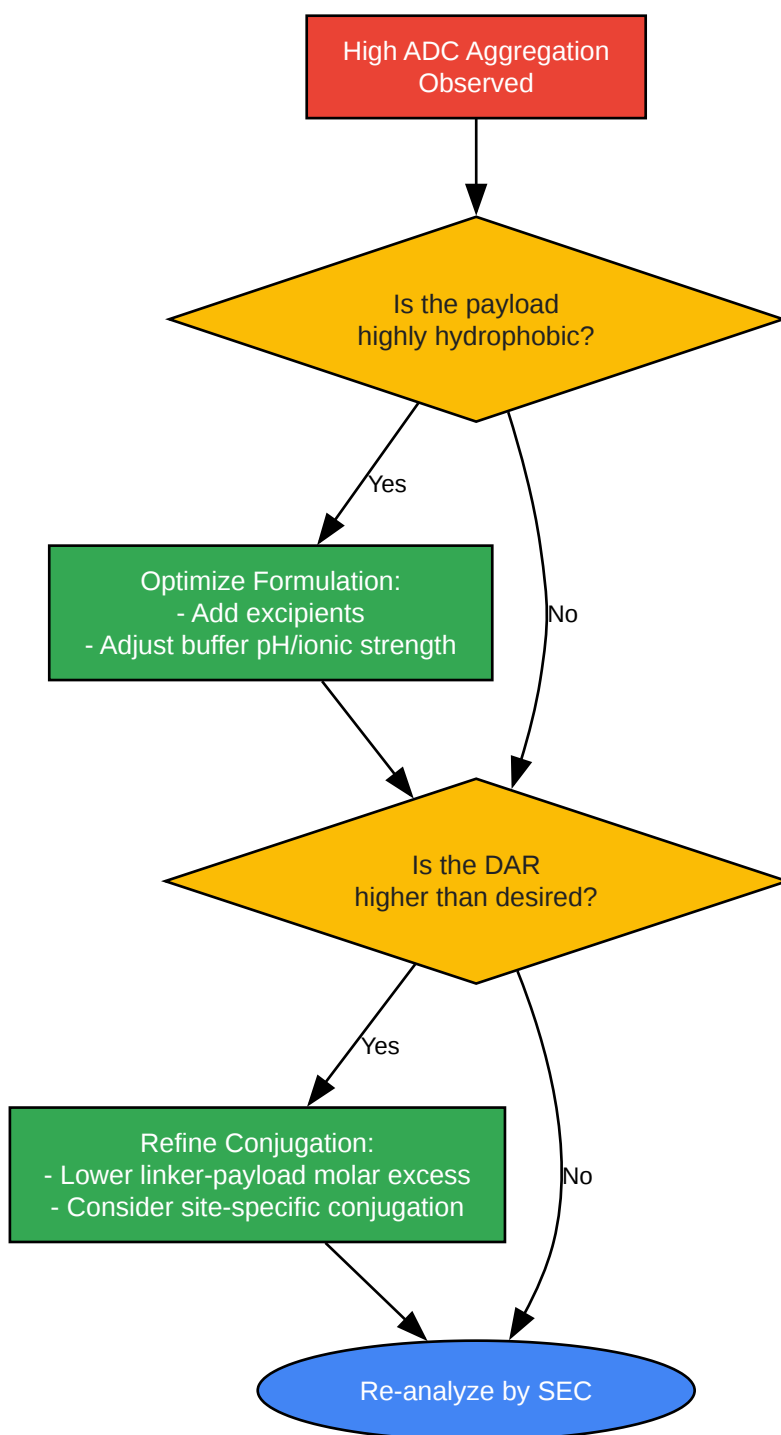 High ADC Aggregation
Observed
Is the payload
highly hydrophobic?
Yes
Optimize Formulation:
- Add excipients
- Adjust buffer pH/ionic strength
No
Is the DAR
higher than desired?
Yes
Refine Conjugation:
- Lower linker-payload molar excess
- Consider site-specific conjugation
No
Re-analyze by SEC